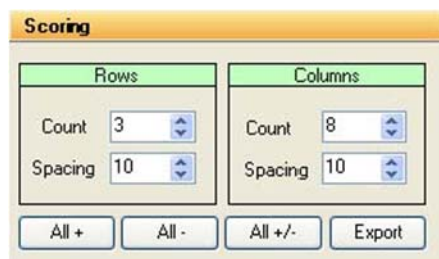 Scoring
Rows Columns
Count 3 Count 8
Spacing 10 Spacing 10
All + All - All +/- Export